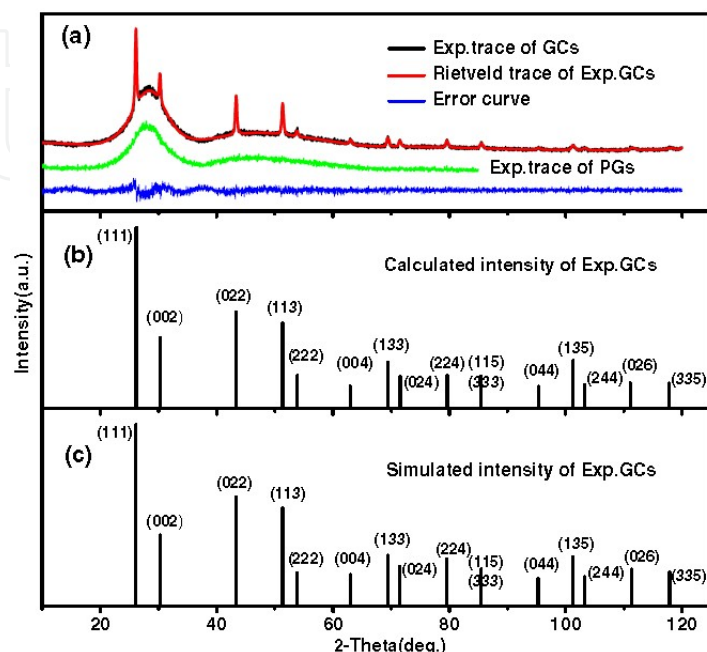 (a)
Exp.trace of GCs
Rietveld trace of Exp.GCs
Error curve
Exp.trace of PGs
(b)
Calculated intensity of Exp.GCs
(111)
(002)
(022)
(113)
(222)
(004)
(133)
(024)
(224)
(115)
(333)
(044)
(135)
(244)
(026)
(335)
(c)
Simulated intensity of Exp.GCs
(111)
(002)
(022)
(113)
(222)
(004)
(133)
(024)
(224)
(115)
(333)
(044)
(135)
(244)
(026)
(335)
Intensity(a.u.)
20 40 60 80 100 120
2-Theta(deg.)